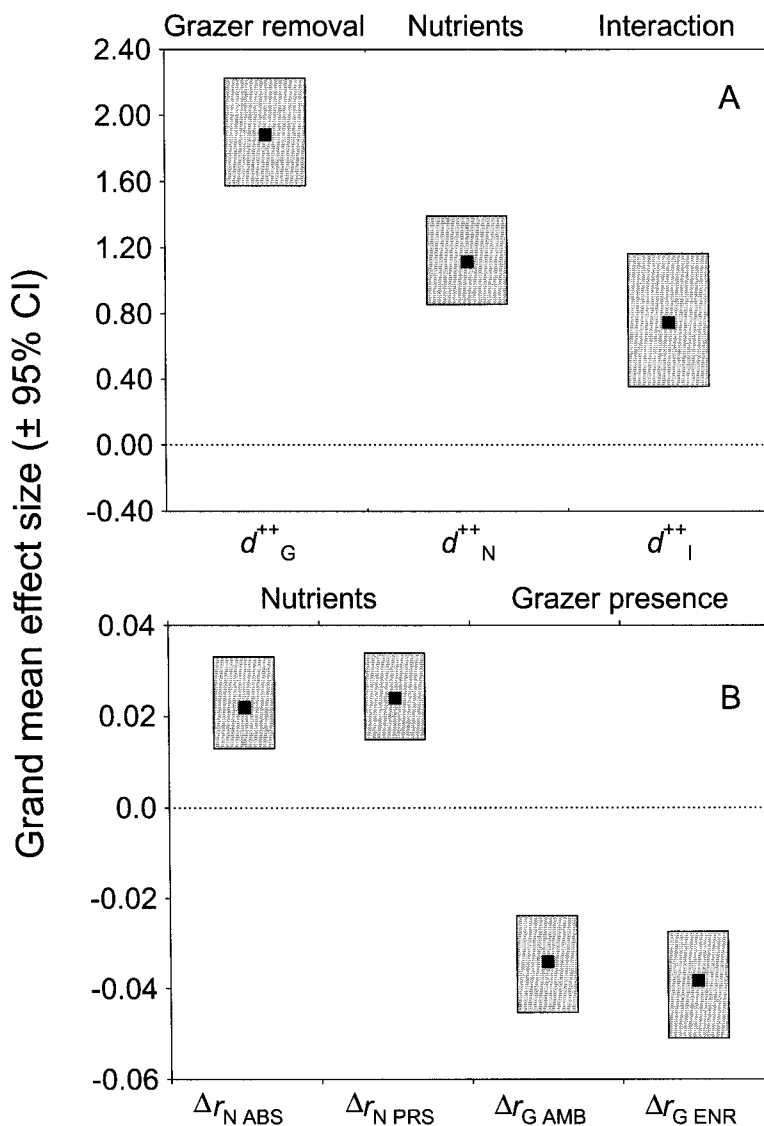 Grazer removal Nutrients Interaction
A
2.40
2.00
1.60
1.20
0.80
0.40
0.00
-0.40
d++G d++N d++I
Grand mean effect size (± 95% CI)
Nutrients Grazer presence
B
0.04
0.02
0.0
-0.02
-0.04
-0.06
ΔrN ABS ΔrN PRS ΔrG AMB ΔrG ENR